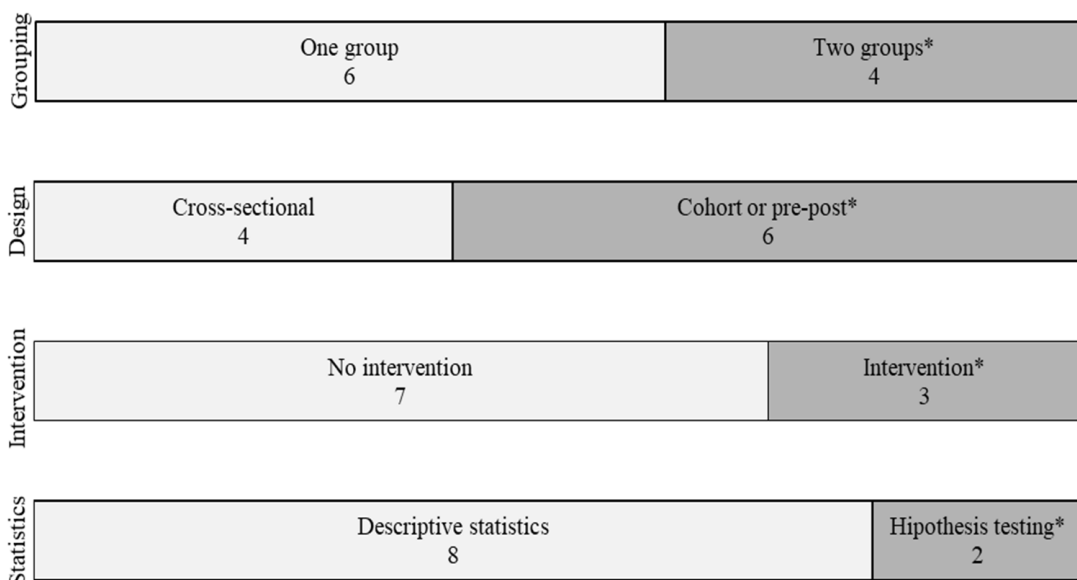 Grouping
One group
6
Two groups*
4
Design
Cross-sectional
4
Cohort or pre-post*
6
Intervention
No intervention
7
Intervention*
3
Statistics
Descriptive statistics
8
Hipothesis testing*
2